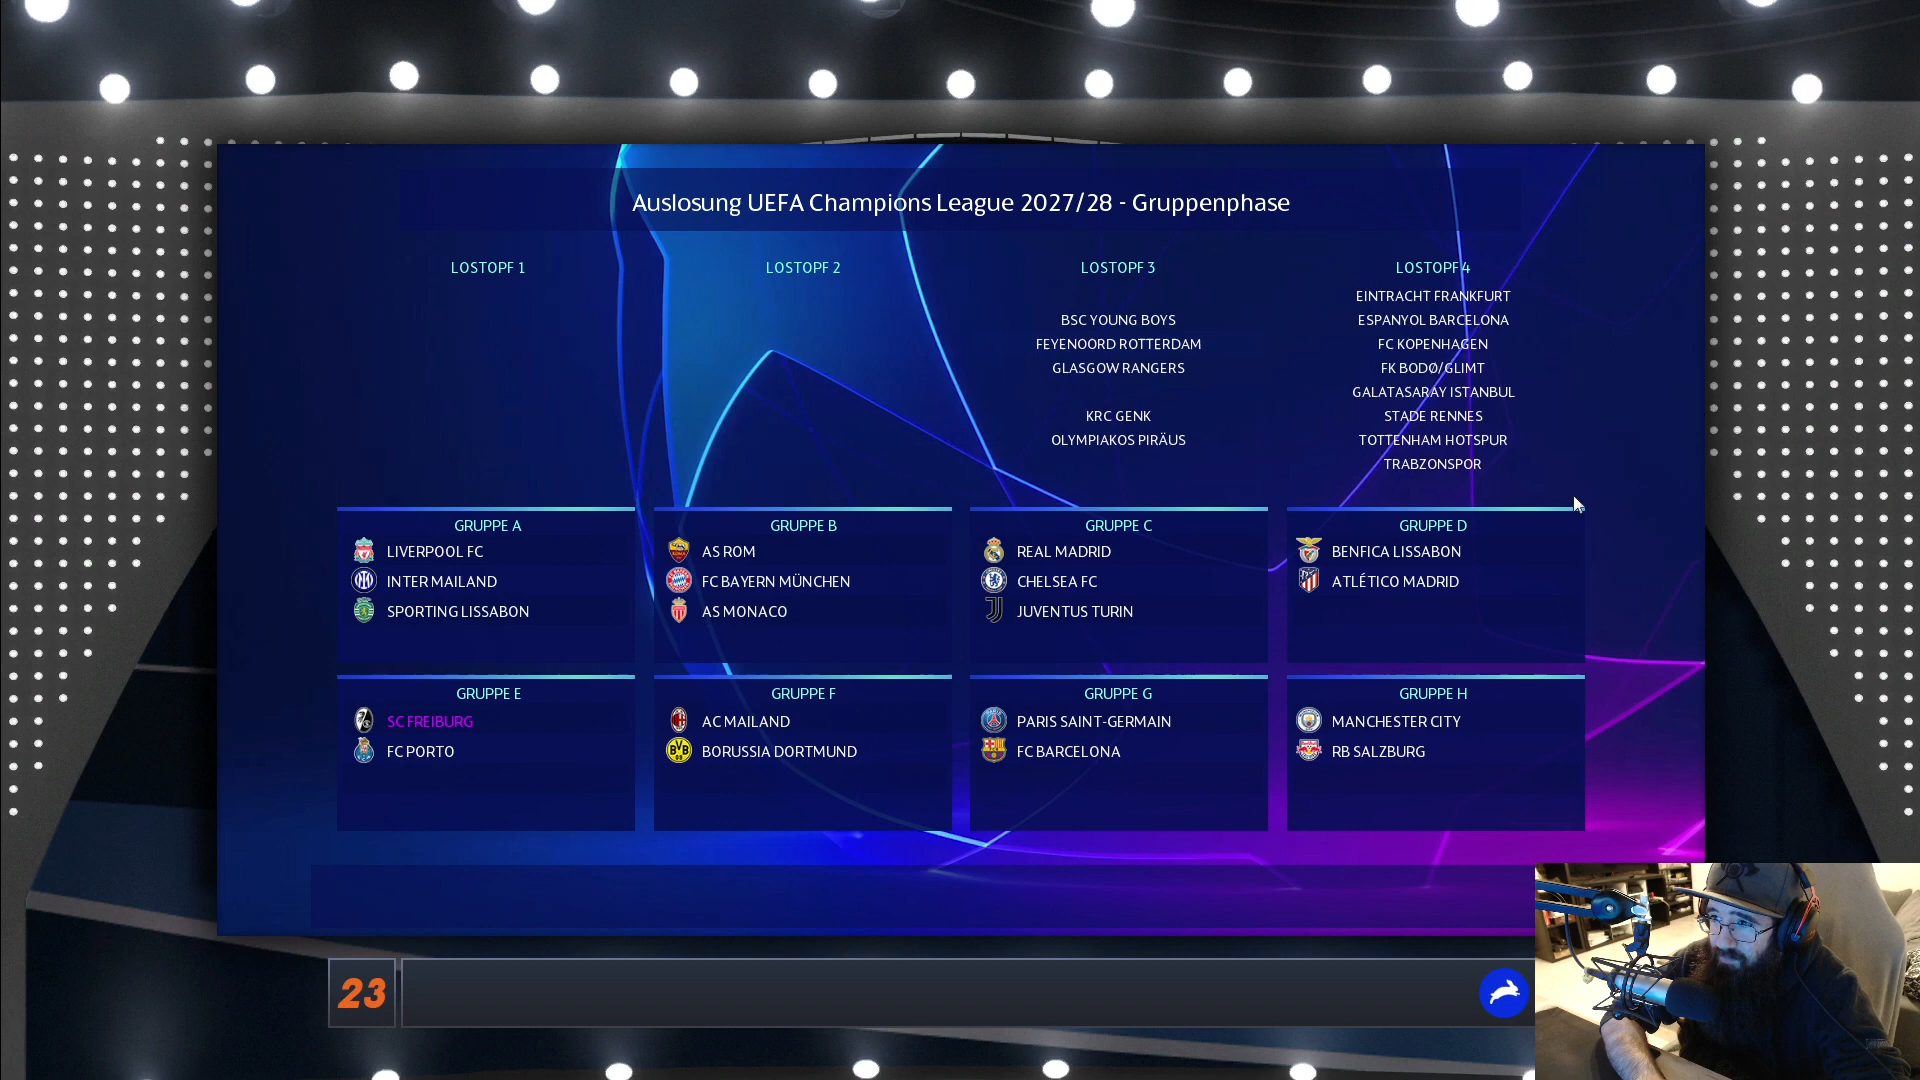 Auslosung UEFA Champions League 2027/28 - Gruppenphase
LOSTOPF 1
LOSTOPF 2
LOSTOPF 3
BSC YOUNG BOYS
FEYENOORD ROTTERDAM
GLASGOW RANGERS
KRC GENK
OLYMPIAKOS PIRÄUS
LOSTOPF 4
EINTRACHT FRANKFURT
ESPANYOL BARCELONA
FC KOPENHAGEN
FK BODØ/GLIMT
GALATASARAY ISTANBUL
STADE RENNES
TOTTENHAM HOTSPUR
TRABZONSPOR
GRUPPE A
LIVERPOOL FC
INTER MAILAND
SPORTING LISSABON
GRUPPE B
AS ROM
FC BAYERN MÜNCHEN
AS MONACO
GRUPPE C
REAL MADRID
CHELSEA FC
JUVENTUS TURIN
GRUPPE D
BENFICA LISSABON
ATLÉTICO MADRID
GRUPPE E
SC FREIBURG
FC PORTO
GRUPPE F
AC MAILAND
BORUSSIA DORTMUND
GRUPPE G
PARIS SAINT-GERMAIN
FC BARCELONA
GRUPPE H
MANCHESTER CITY
RB SALZBURG
23